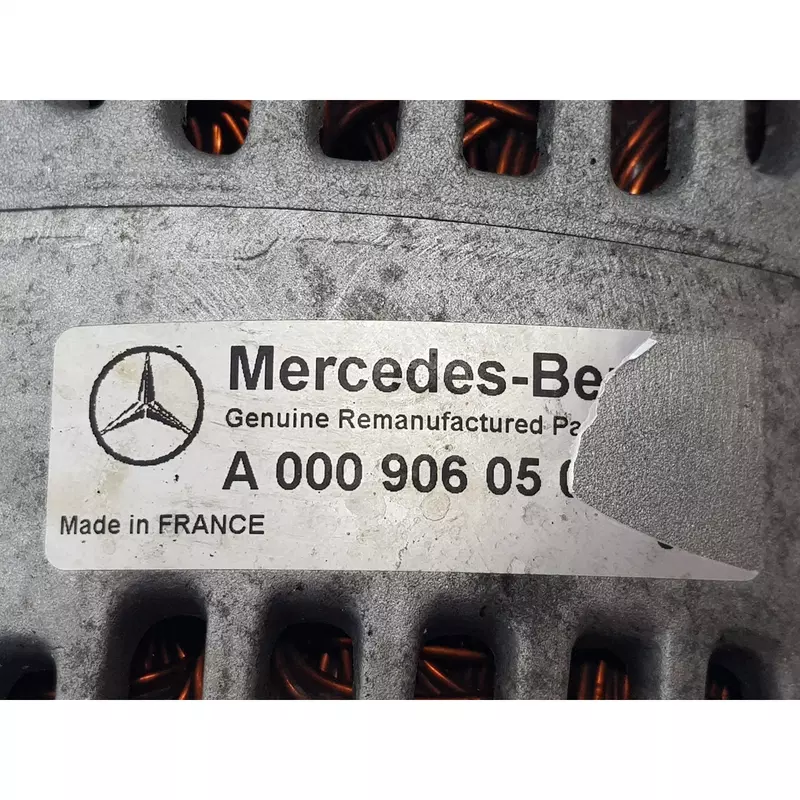 Mercedes-Be
Genuine Remanufactured Pa
A 000 906 05
Made in FRANCE